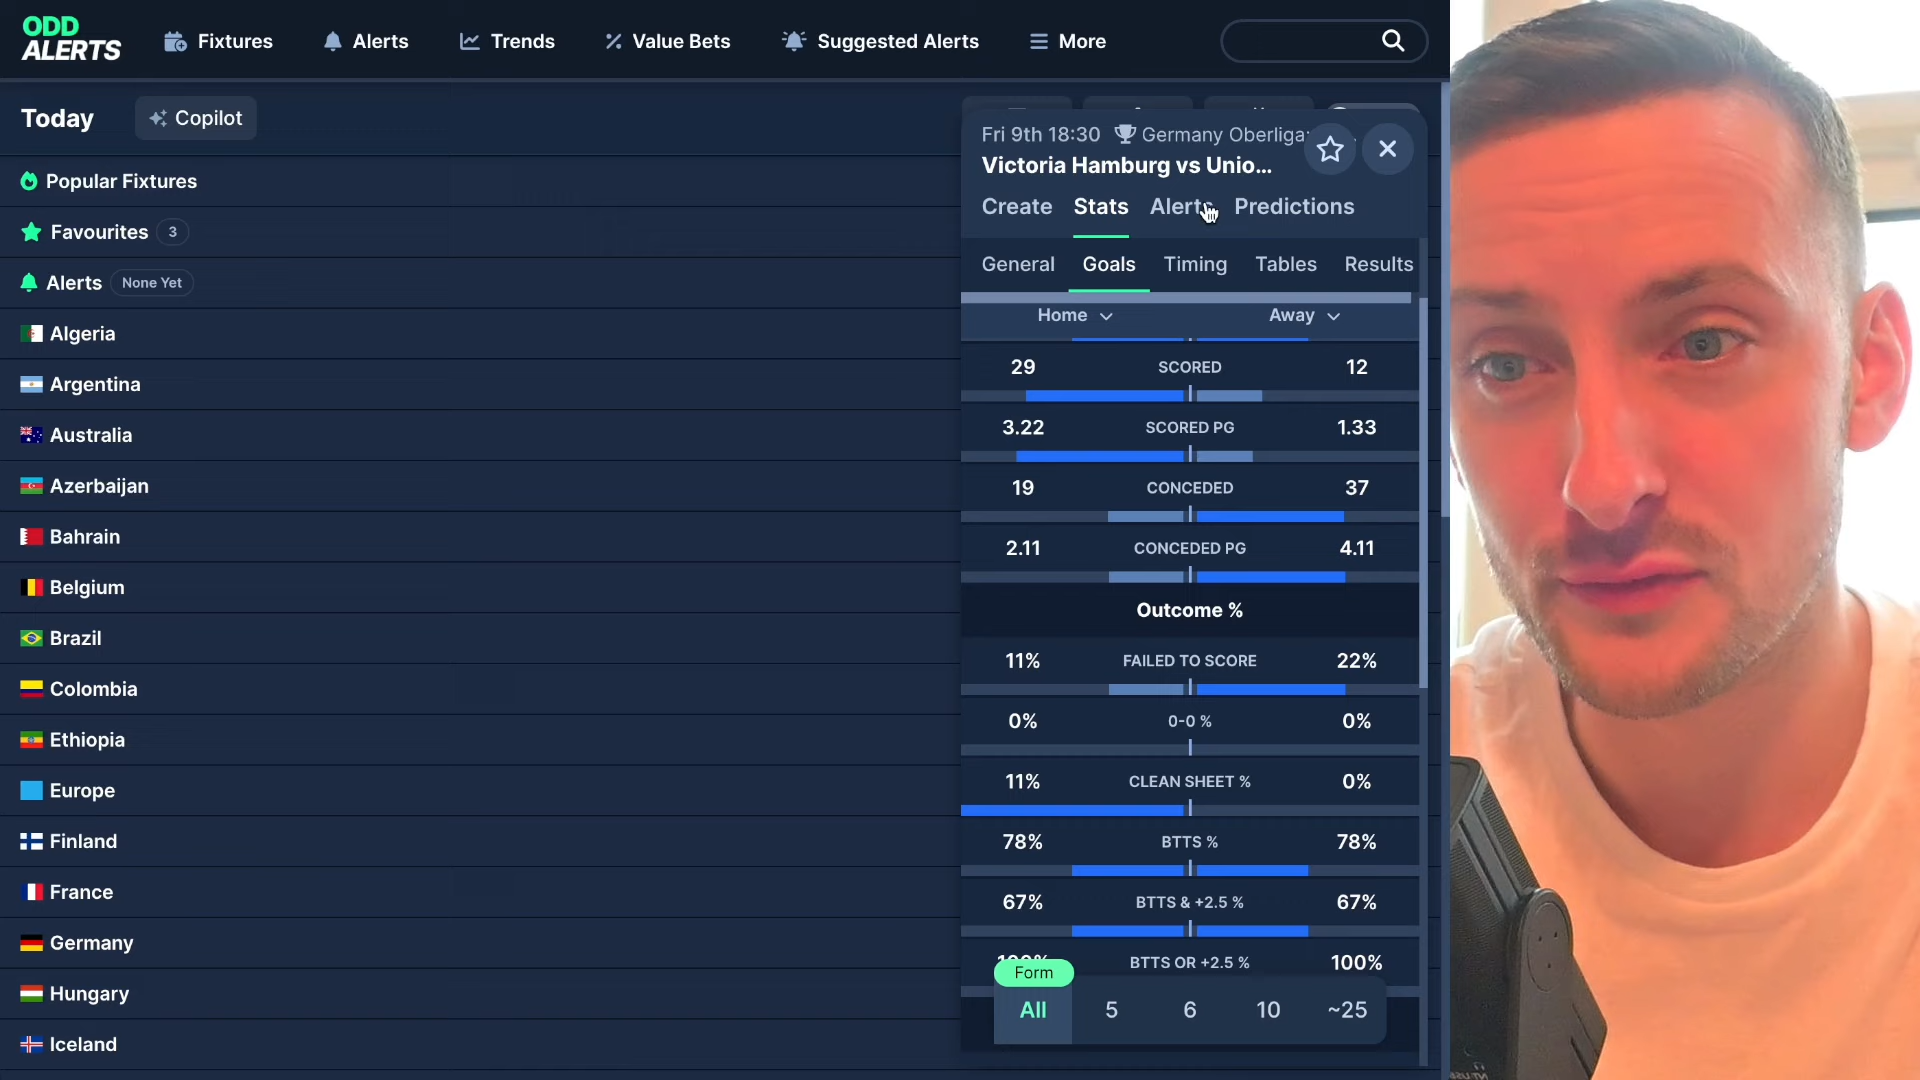 ODD
ALERTS
Fixtures
Alerts
Trends
Value Bets
Suggested Alerts
More
Today
Copilot
Popular Fixtures
Favourites 3
Alerts None Yet
Algeria
Argentina
Australia
Azerbaijan
Bahrain
Belgium
Brazil
Colombia
Ethiopia
Europe
Finland
France
Germany
Hungary
Iceland
Fri 9th 18:30 Germany Oberliga
Victoria Hamburg vs Unio...
Create Stats Alerts Predictions
General Goals Timing Tables Results
Home Away
29 SCORED 12
3.22 SCORED PG 1.33
19 CONCEDED 37
2.11 CONCEDED PG 4.11
Outcome %
11% FAILED TO SCORE 22%
0% 0-0 % 0%
11% CLEAN SHEET % 0%
78% BTTS % 78%
67% BTTS & +2.5 % 67%
100% BTTS OR +2.5 % 100%
Form
All 5 6 10 ~25